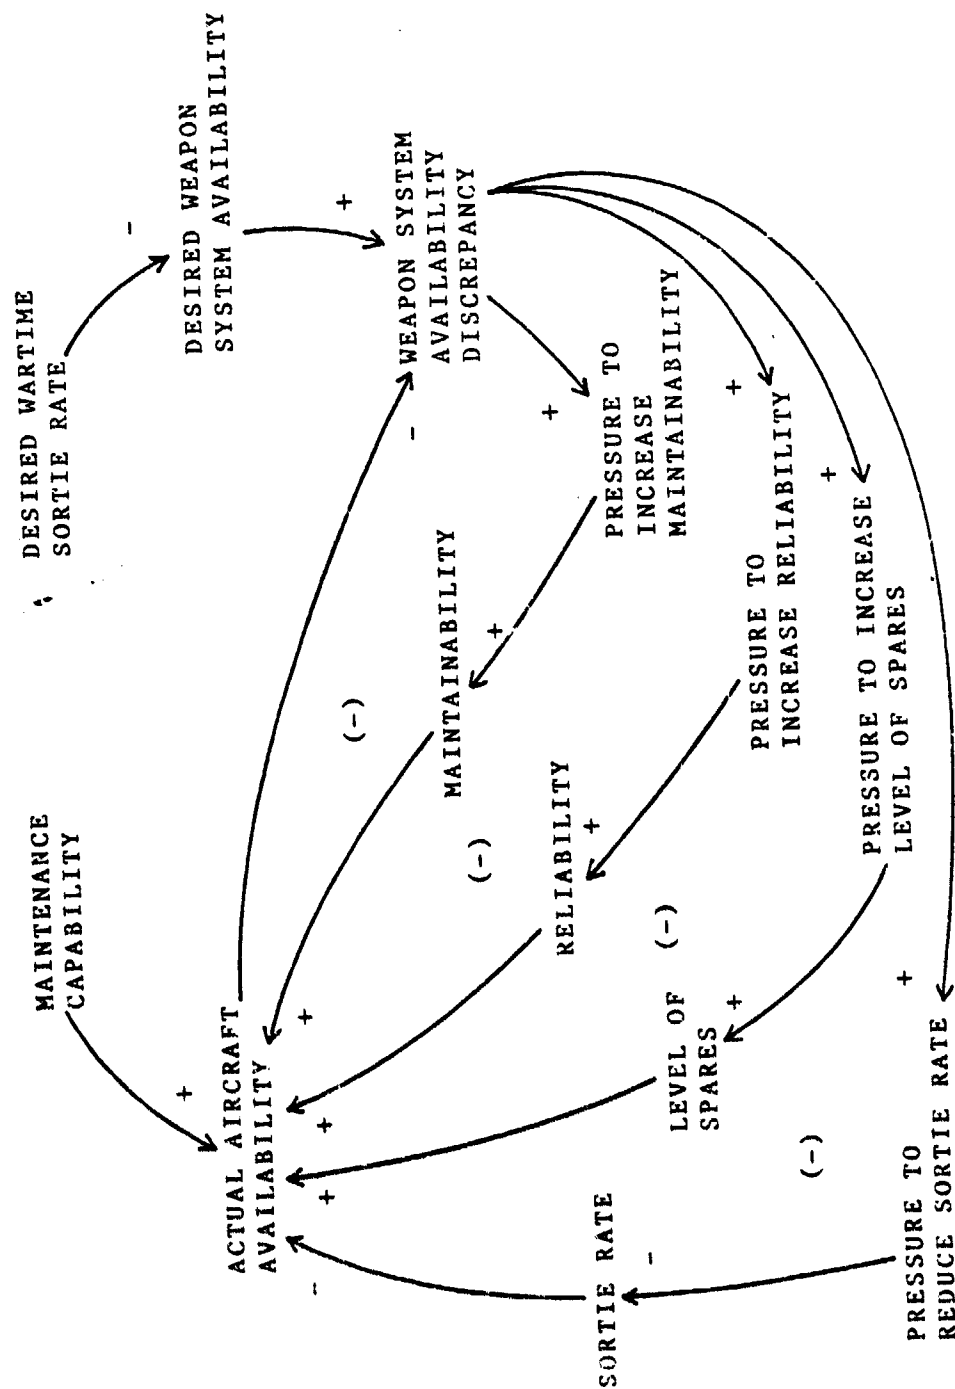 MAINTENANCE
CAPABILITY
+
DESIRED WARTIME
SORTIE RATE
-
ACTUAL AIRCRAFT
AVAILABILITY
-
+
+
+
DESIRED WEAPON
SYSTEM AVAILABILITY
+
(-)
-
WEAPON SYSTEM
AVAILABILITY
DISCREPANCY
MAINTAINABILITY
+
(-)
+
PRESSURE TO
INCREASE
MAINTAINABILITY
RELIABILITY
+
SORTIE RATE
-
(-)
LEVEL OF
SPARES
+
+
PRESSURE TO
INCREASE RELIABILITY
(-)
+
PRESSURE TO INCREASE
LEVEL OF SPARES
+
PRESSURE TO
REDUCE SORTIE RATE